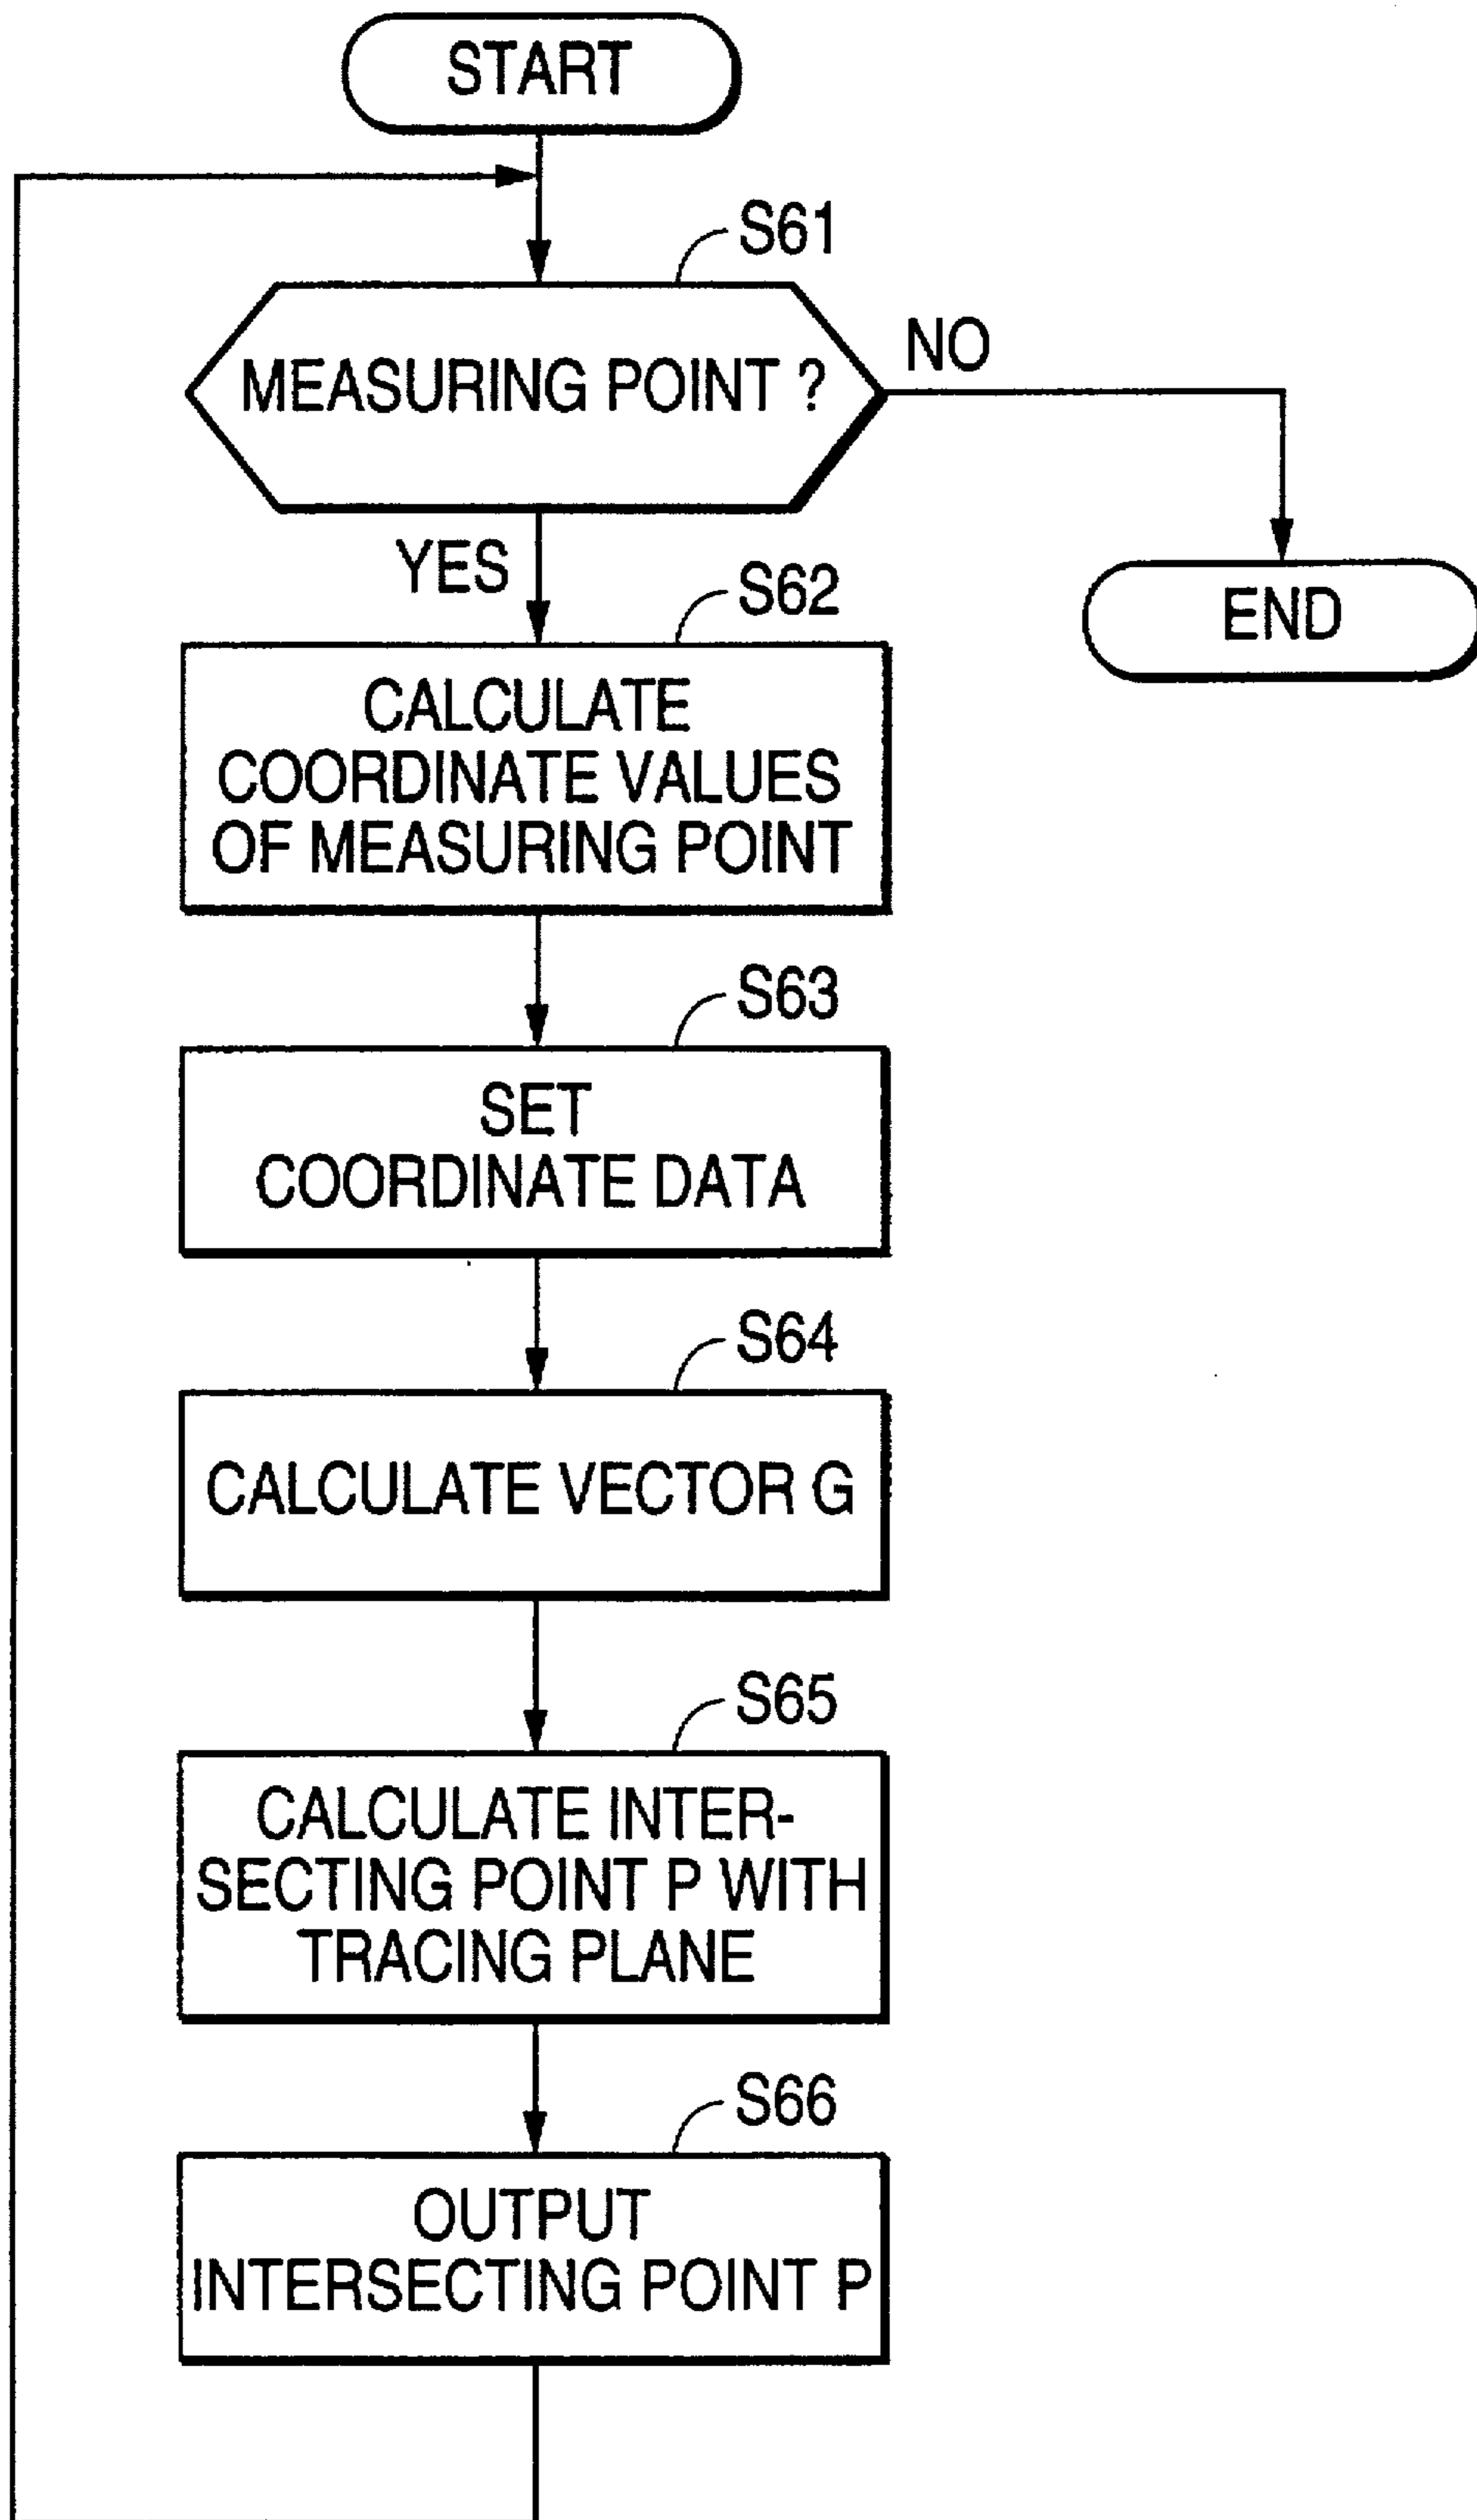 START
S61
MEASURING POINT ?
NO
YES
S62
END
CALCULATE
COORDINATE VALUES
OF MEASURING POINT
S63
SET
COORDINATE DATA
S64
CALCULATE VECTOR G
S65
CALCULATE INTER-
SECTING POINT P WITH
TRACING PLANE
S66
OUTPUT
INTERSECTING POINT P